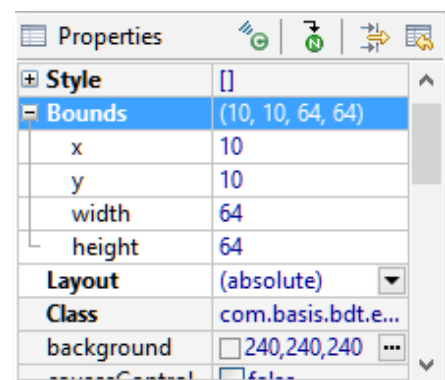 Properties
Style []
Bounds (10, 10, 64, 64)
x 10
y 10
width 64
height 64
Layout (absolute)
Class com.basis.bdt.e...
background 240,240,240 ...
false